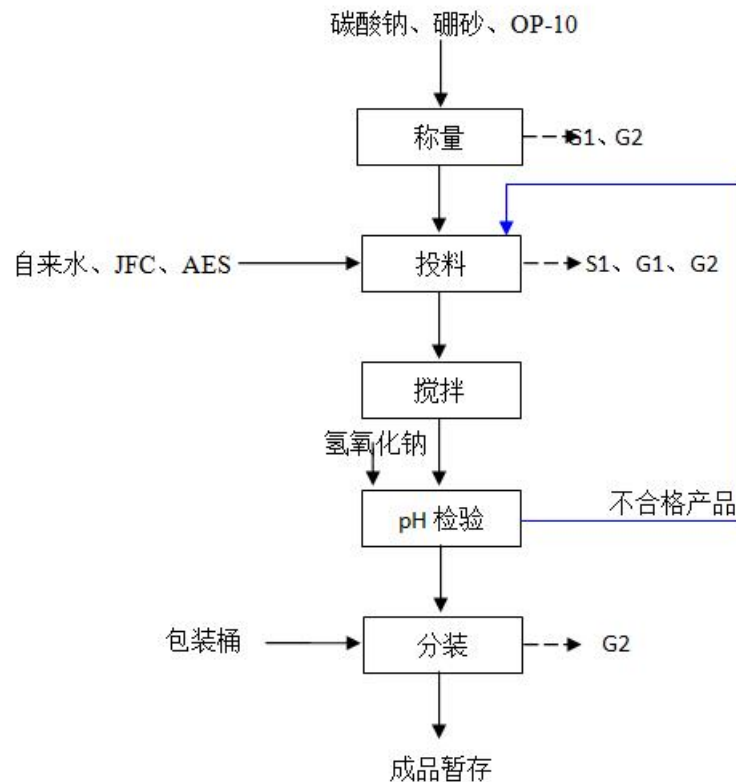 碳酸钠、硼砂、OP-10
称量
G1、G2
自来水、JFC、AES
投料
S1、G1、G2
搅拌
氢氧化钠
pH 检验
不合格产品
包装桶
分装
G2
成品暂存